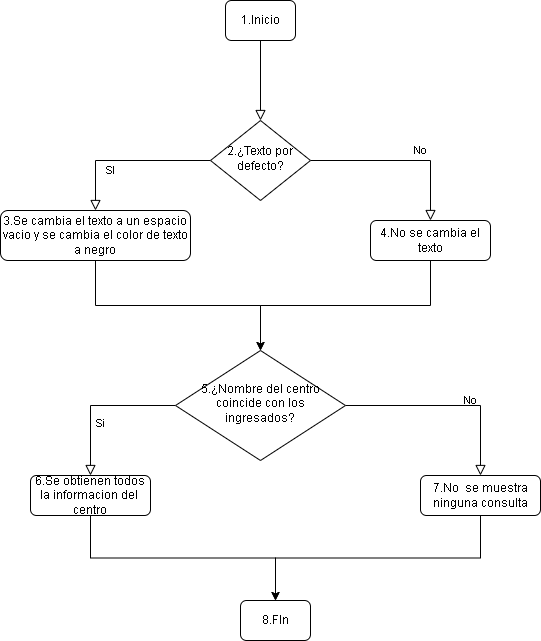 1.Inicio
2.¿Texto por
defecto?
SI
No
3.Se cambia el texto a un espacio
vacio y se cambia el color de texto
a negro
4.No se cambia el
texto
5.¿Nombre del centro
coincide con los
ingresados?
Si
No
6.Se obtienen todos
la informacion del
centro
7.No se muestra
ninguna consulta
8.FIn